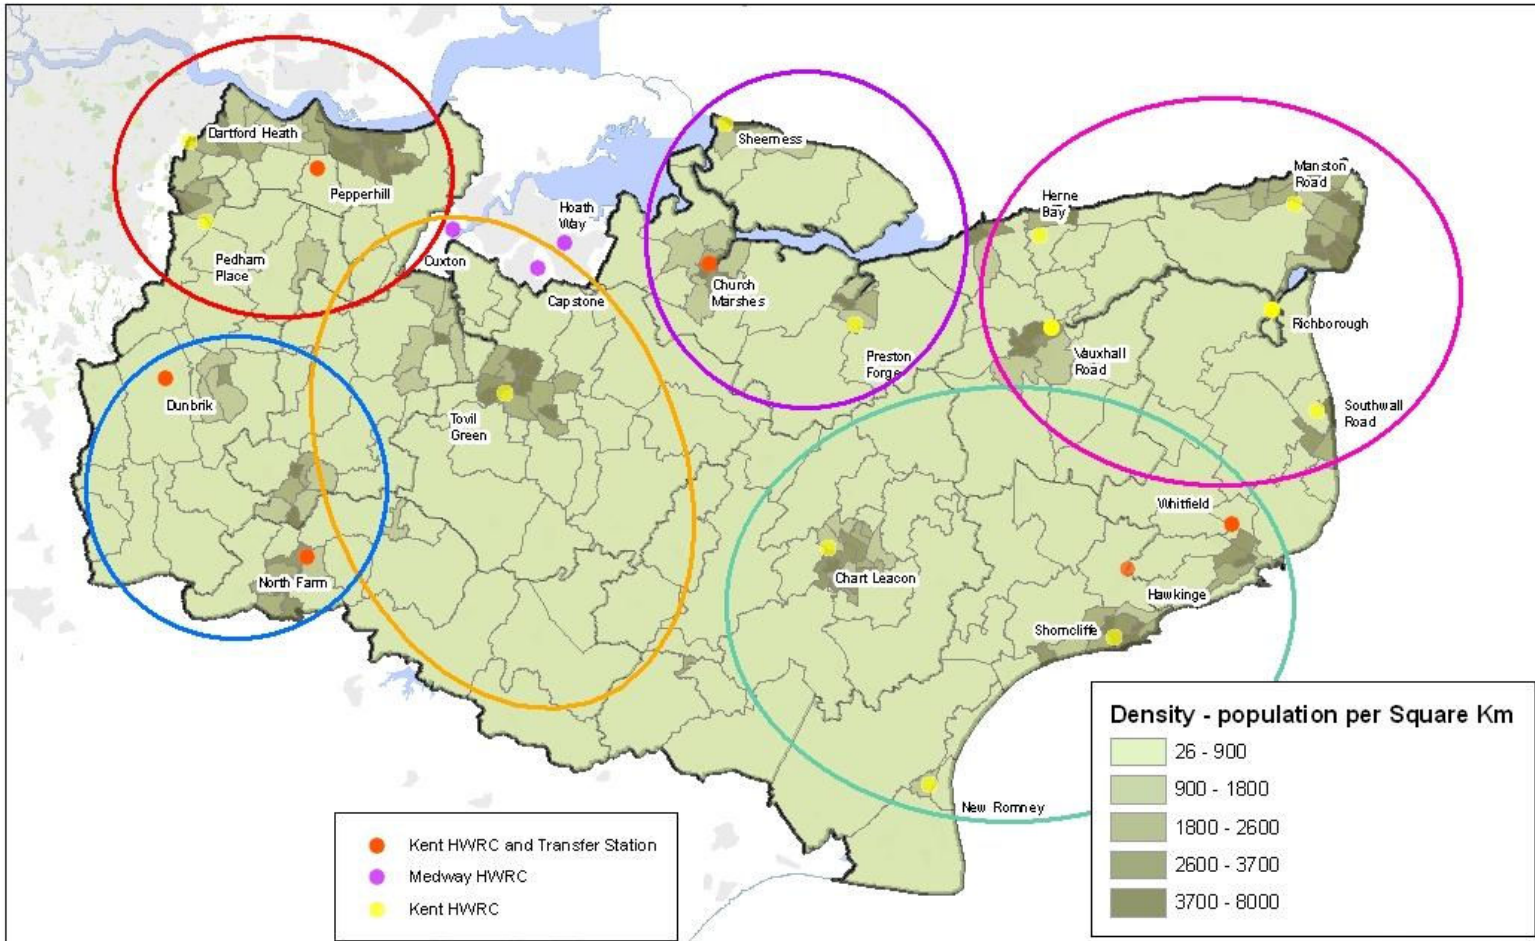 Dartford Heath
Pepperhill
Pedham
Place
Cuxton
Hoath
Way
Capstone
Sheerness
Church
Marshes
Preston
Forge
Herne
Bay
Manston
Road
Richborough
Vauxhall
Road
Southwall
Road
Dunbrik
Tovil
Green
North Farm
Chart Leacon
Whitfield
Hawkinge
Shorncliffe
New Romney
Kent HWRC and Transfer Station
Medway HWRC
Kent HWRC
Density - population per Square Km
26 - 900
900 - 1800
1800 - 2600
2600 - 3700
3700 - 8000